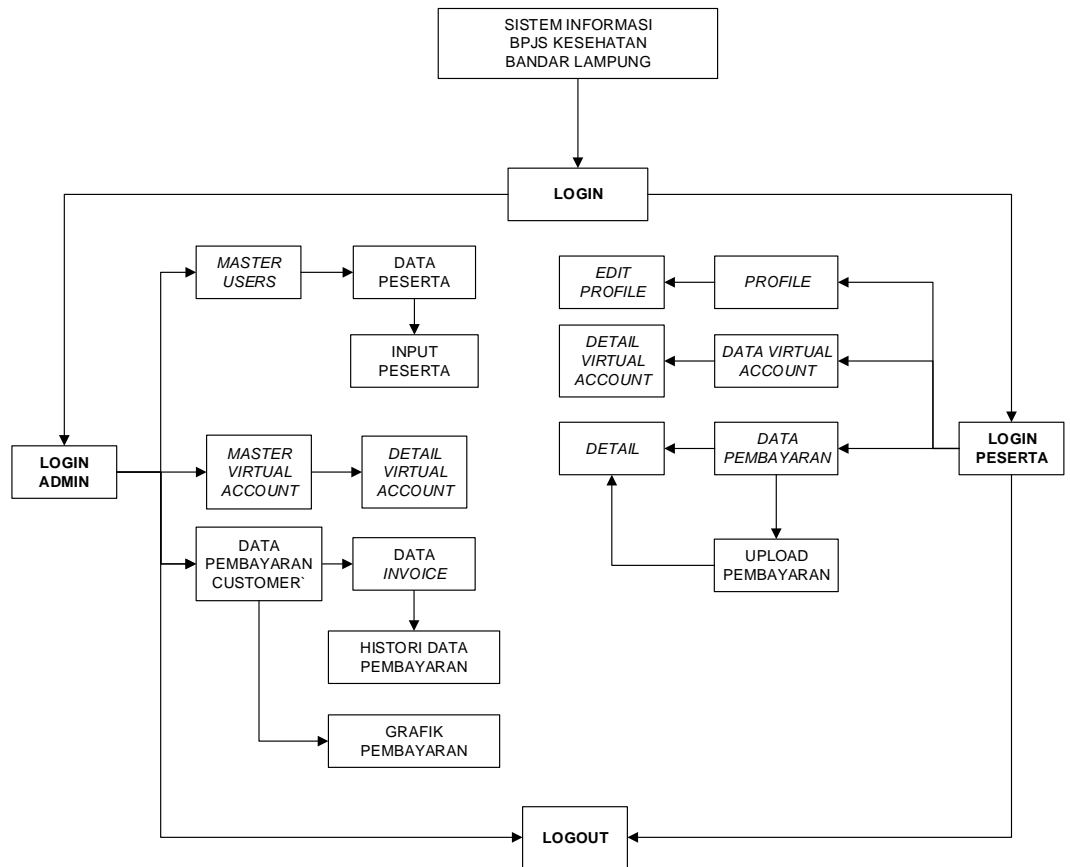 SISTEM INFORMASI
BPJS KESEHATAN
BANDAR LAMPUNG
LOGIN
MASTER
USERS
DATA
PESERTA
INPUT
PESERTA
EDIT
PROFILE
PROFILE
DETAIL
VIRTUAL
ACCOUNT
DATA VIRTUAL
ACCOUNT
LOGIN
ADMIN
MASTER
VIRTUAL
ACCOUNT
DETAIL
VIRTUAL
ACCOUNT
DETAIL
DATA
PEMBAYARAN
LOGIN
PESERTA
DATA
PEMBAYARAN
CUSTOMER`
DATA
INVOICE
UPLOAD
PEMBAYARAN
HISTORI DATA
PEMBAYARAN
GRAFIK
PEMBAYARAN
LOGOUT